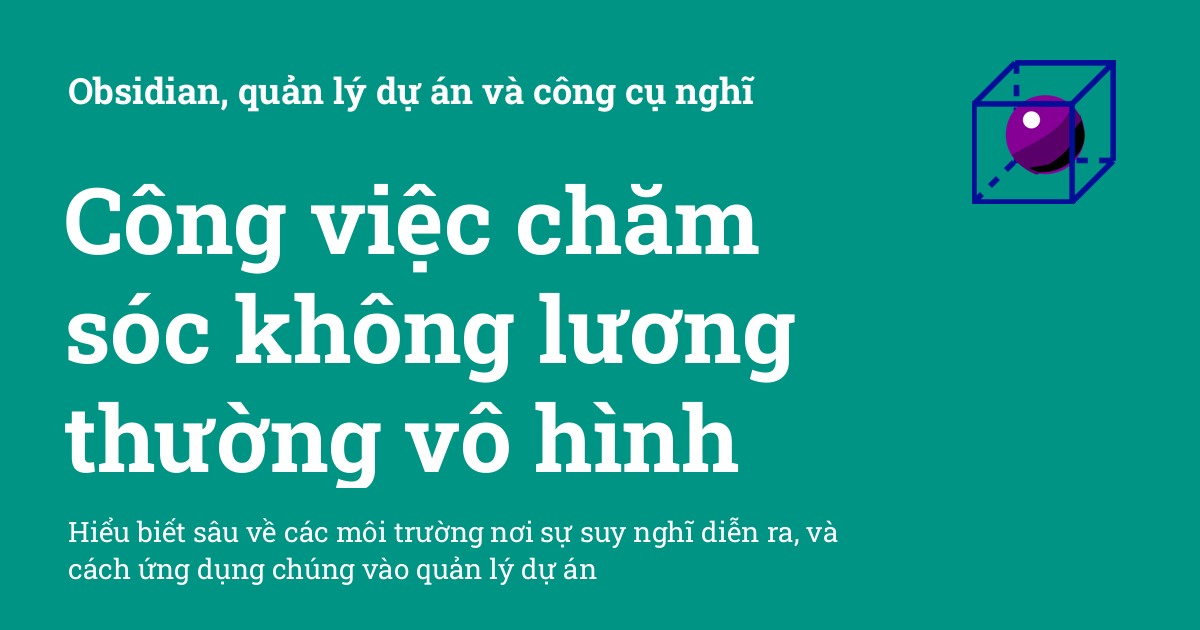 Obsidian, quản lý dự án và công cụ nghĩ
Công việc chăm
sóc không lương
thường vô hình
Hiểu biết sâu về các môi trường nơi sự suy nghĩ diễn ra, và
cách ứng dụng chúng vào quản lý dự án